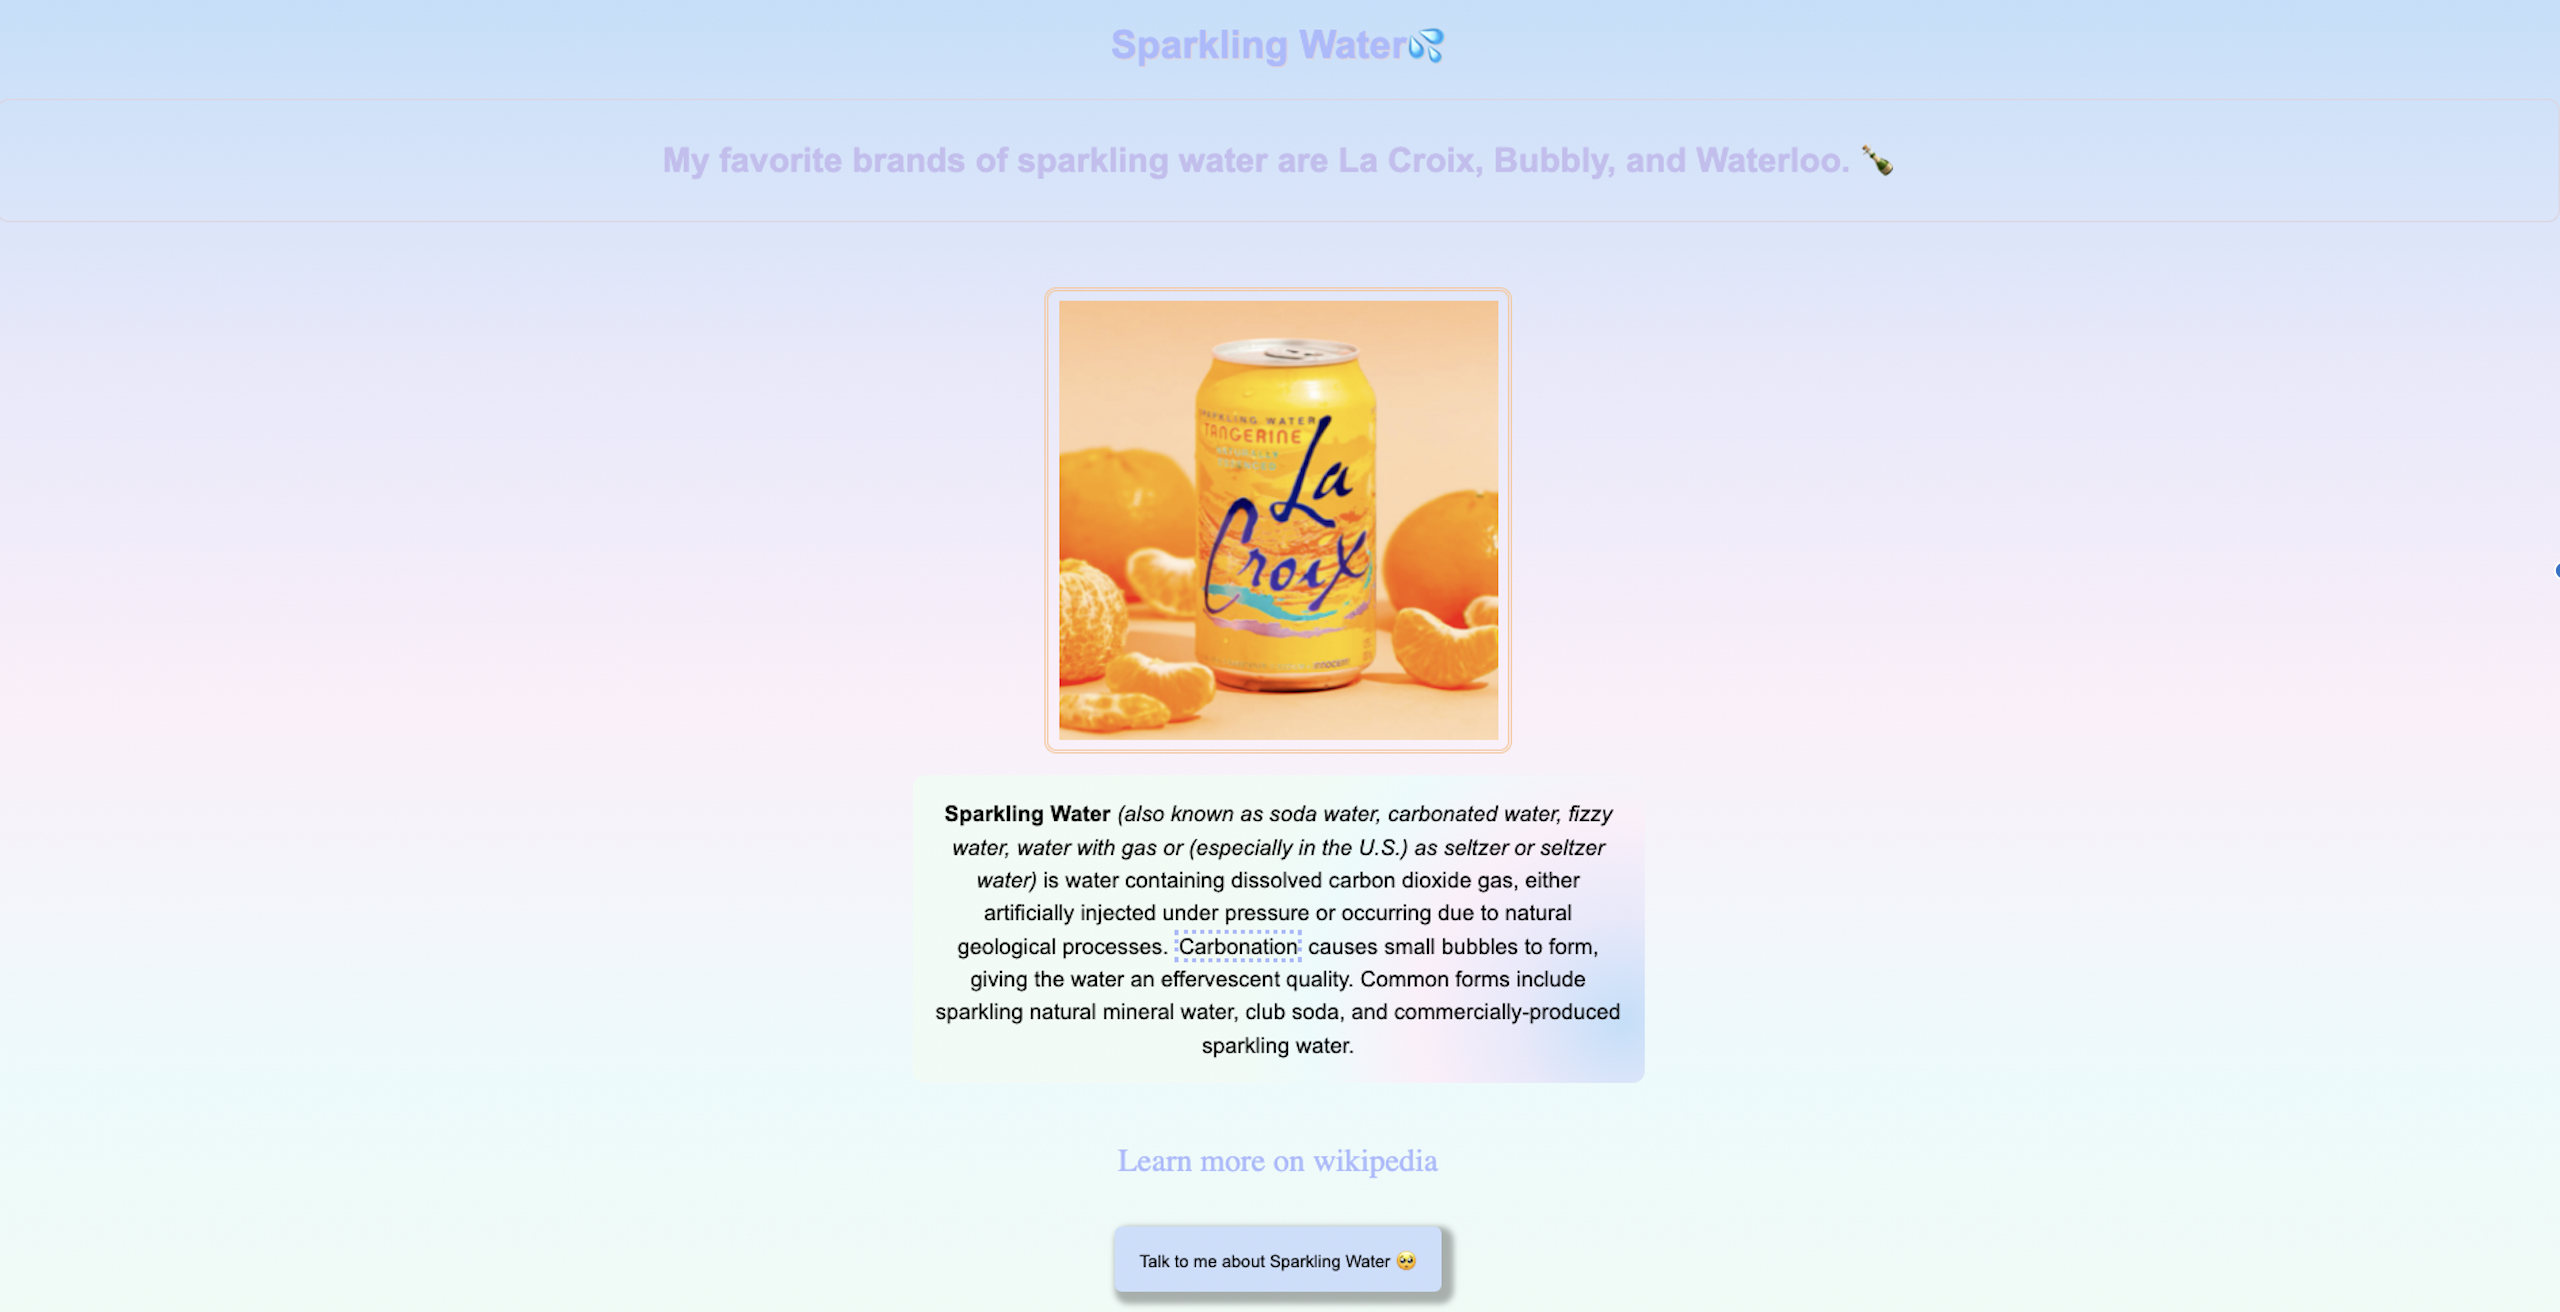 Sparkling Water💦
My favorite brands of sparkling water are La Croix, Bubbly, and Waterloo. 🍾
SPARKLING WATER
TANGERINE
La
Croix
Sparkling Water (also known as soda water, carbonated water, fizzy
water, water with gas or (especially in the U.S.) as seltzer or seltzer
water) is water containing dissolved carbon dioxide gas, either
artificially injected under pressure or occurring due to natural
geological processes. Carbonation causes small bubbles to form,
giving the water an effervescent quality. Common forms include
sparkling natural mineral water, club soda, and commercially-produced
sparkling water.
Learn more on wikipedia
Talk to me about Sparkling Water 🥺